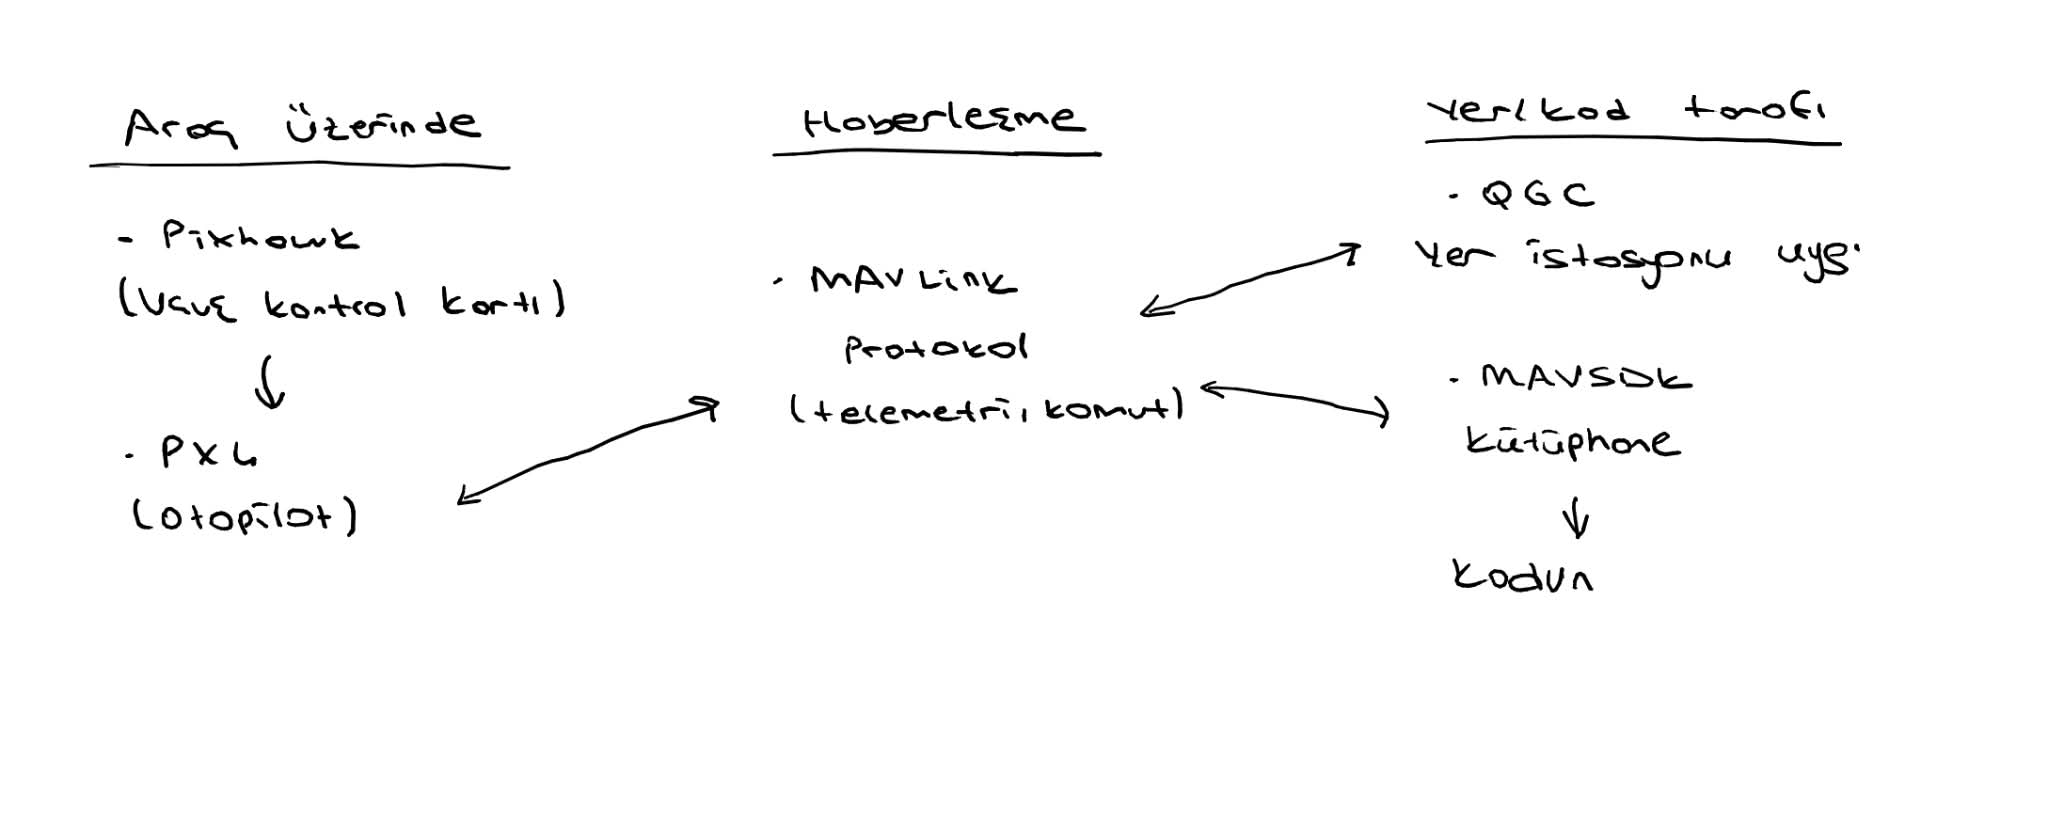 Araç Üzerinde
- Pixhawk
(Uçuş kontrol kartı)
. PX4
(otopilot)
Haberleşme
. MAVLink
Protokol
(telemetri, komut)
Yer/kod tarafı
. QGC
Yer istasyonu uyg.
. MAVSDK
kütüphane
kodun